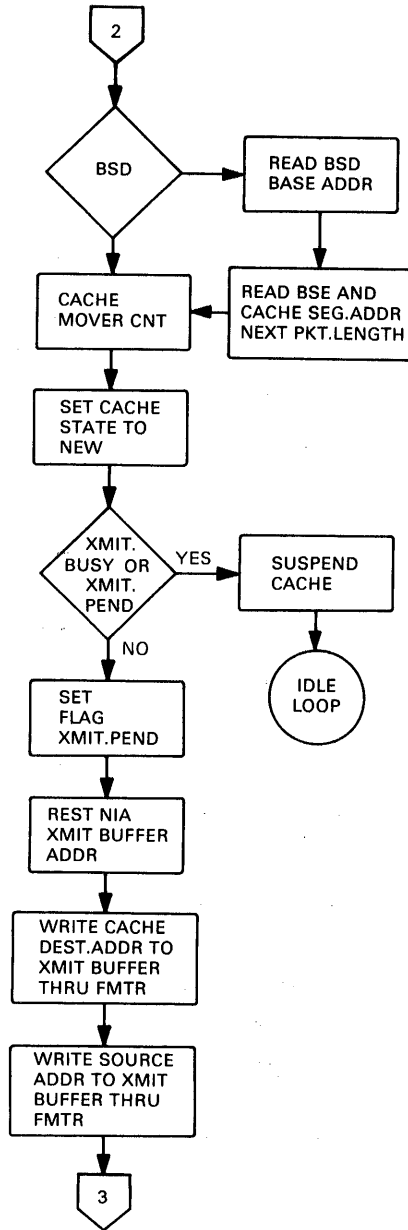 2
BSD
READ BSD
BASE ADDR
READ BSE AND
CACHE SEG.ADDR
NEXT PKT.LENGTH
CACHE
MOVER CNT
SET CACHE
STATE TO
NEW
XMIT.
BUSY OR
XMIT.
PEND
YES
SUSPEND
CACHE
IDLE
LOOP
NO
SET
FLAG
XMIT.PEND
REST NIA
XMIT BUFFER
ADDR
WRITE CACHE
DEST.ADDR TO
XMIT BUFFER
THRU FMTR
WRITE SOURCE
ADDR TO XMIT
BUFFER THRU
FMTR
3